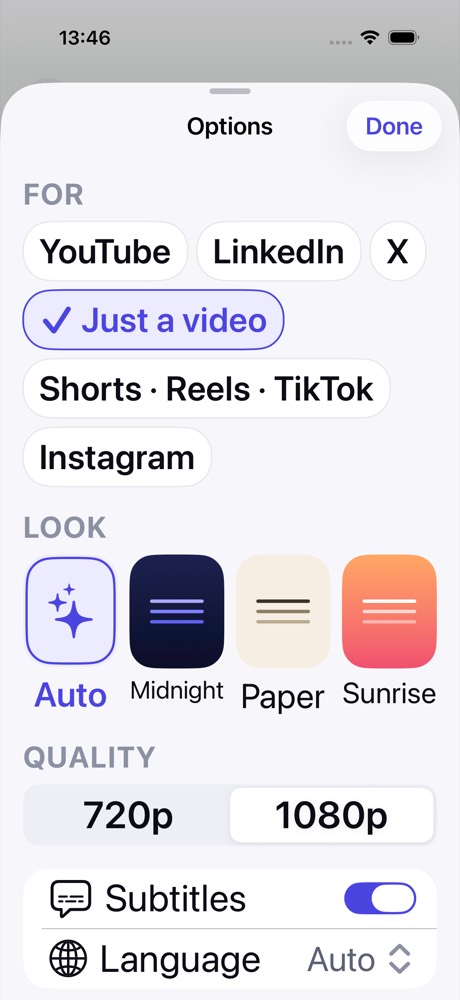 13:46
Options
Done
FOR
YouTube
LinkedIn
X
Just a video
Shorts · Reels · TikTok
Instagram
LOOK
Auto
Midnight
Paper
Sunrise
QUALITY
720p
1080p
Subtitles
Language
Auto